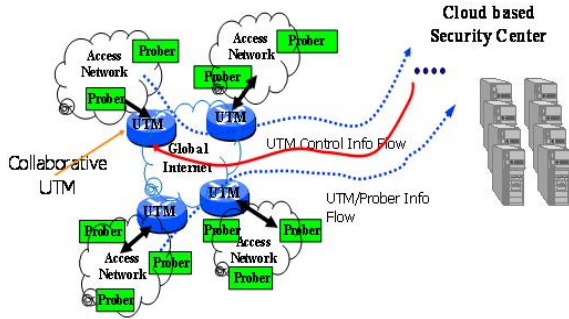 Cloud based
Security Center
Access
Network
Prober
Prober
Access
Network
Prober
Prober
UTM
UTM
Global
Internet
UTM Control Info Flow
Collaborative
UTM
UTM/Prober Info
Flow
UTM
UTM
Prober
Prober
Access
Network
Prober
Prober
Prober
Prober
Access
Network
Prober